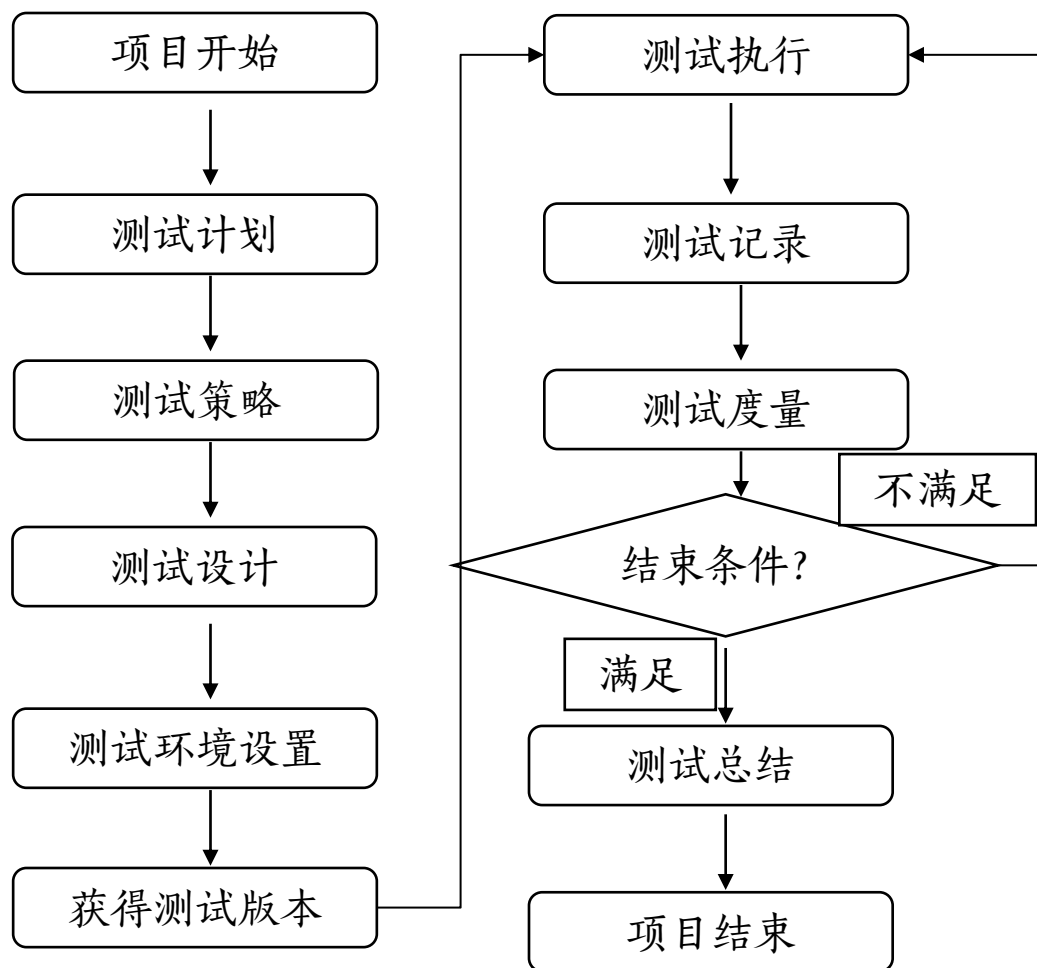 项目开始
测试计划
测试策略
测试设计
测试环境设置
获得测试版本
测试执行
测试记录
测试度量
不满足
结束条件?
满足
测试总结
项目结束